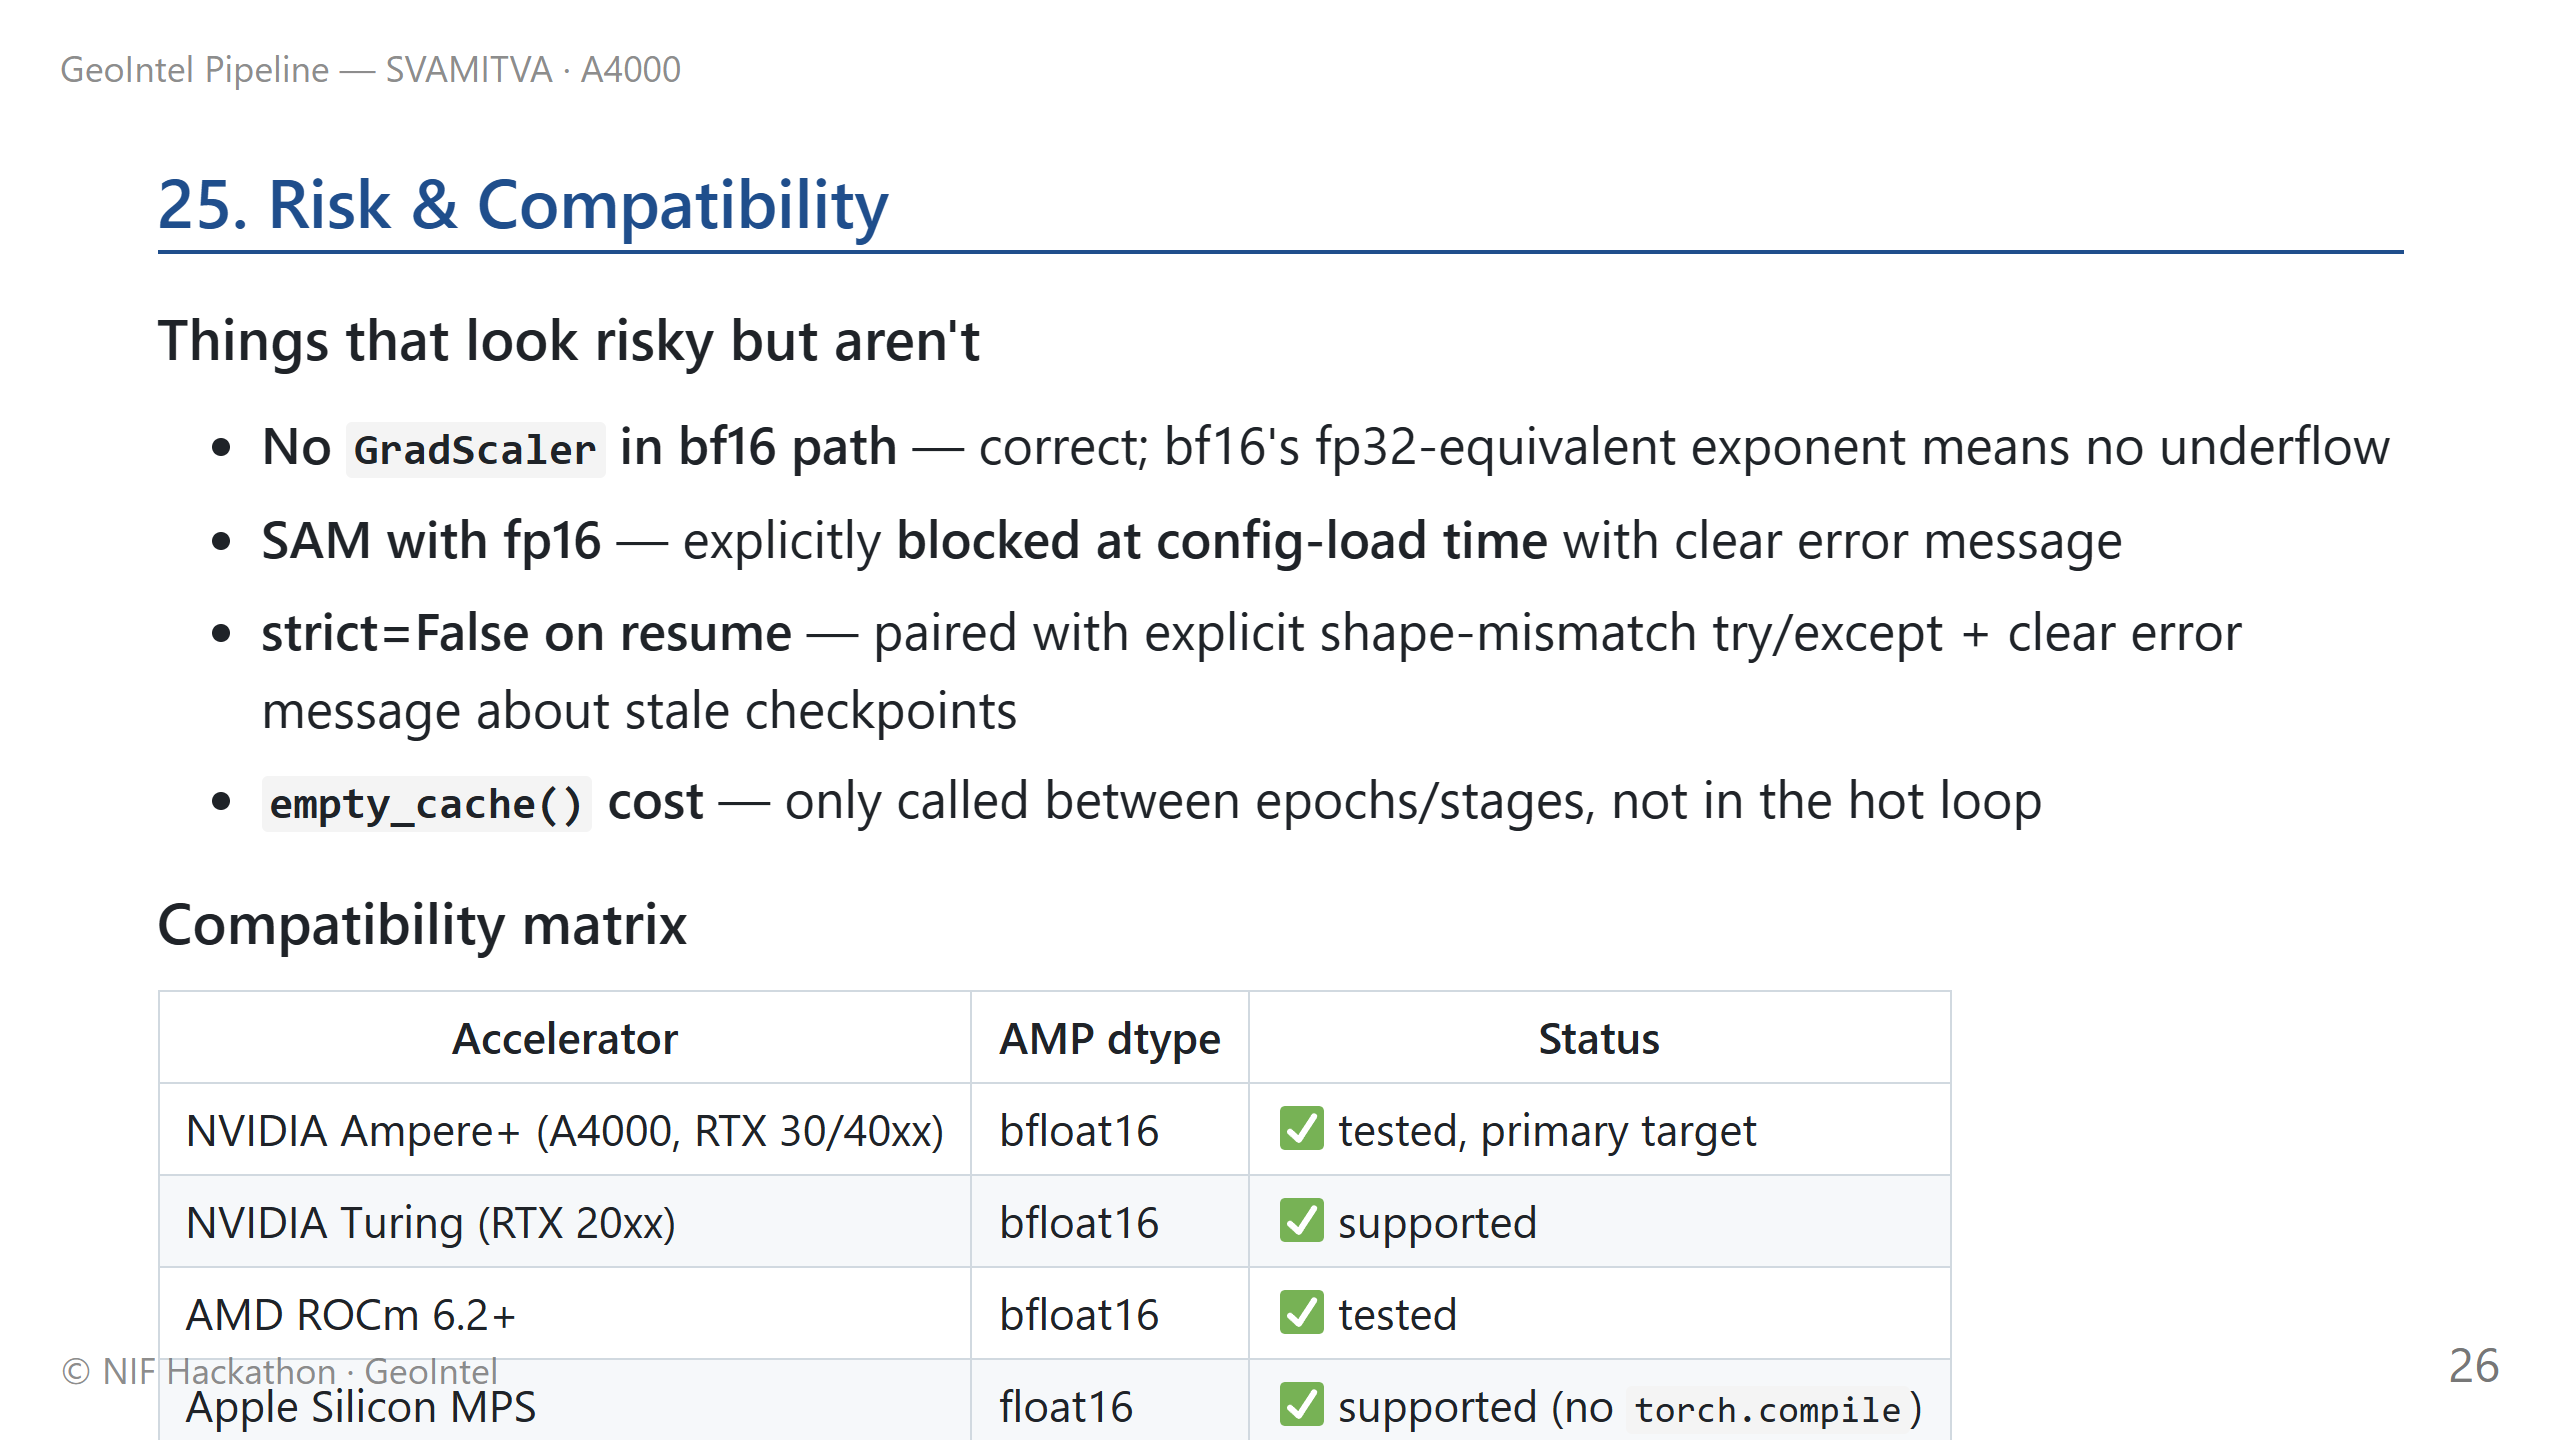 GeoIntel Pipeline — SVAMITVA · A4000
25. Risk & Compatibility
Things that look risky but aren't
• No GradScaler in bf16 path — correct; bf16's fp32-equivalent exponent means no underflow
• SAM with fp16 — explicitly blocked at config-load time with clear error message
• strict=False on resume — paired with explicit shape-mismatch try/except + clear error
message about stale checkpoints
• empty_cache() cost — only called between epochs/stages, not in the hot loop
Compatibility matrix
Accelerator AMP dtype Status
NVIDIA Ampere+ (A4000, RTX 30/40xx) bfloat16 ✅ tested, primary target
NVIDIA Turing (RTX 20xx) bfloat16 ✅ supported
AMD ROCm 6.2+ bfloat16 ✅ tested
Apple Silicon MPS float16 ✅ supported (no torch.compile)
© NIF Hackathon · GeoIntel
26